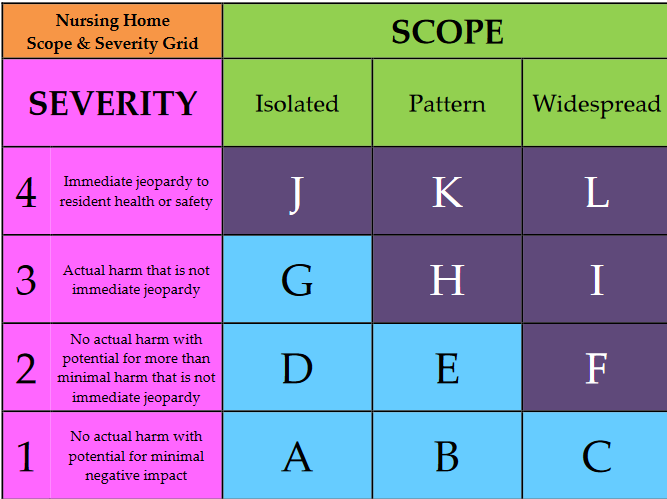 Nursing Home
Scope & Severity Grid
SCOPE
SEVERITY
Isolated
Pattern
Widespread
4
Immediate jeopardy to
resident health or safety
J
K
L
3
Actual harm that is not
immediate jeopardy
G
H
I
2
No actual harm with
potential for more than
minimal harm that is not
immediate jeopardy
D
E
F
1
No actual harm with
potential for minimal
negative impact
A
B
C